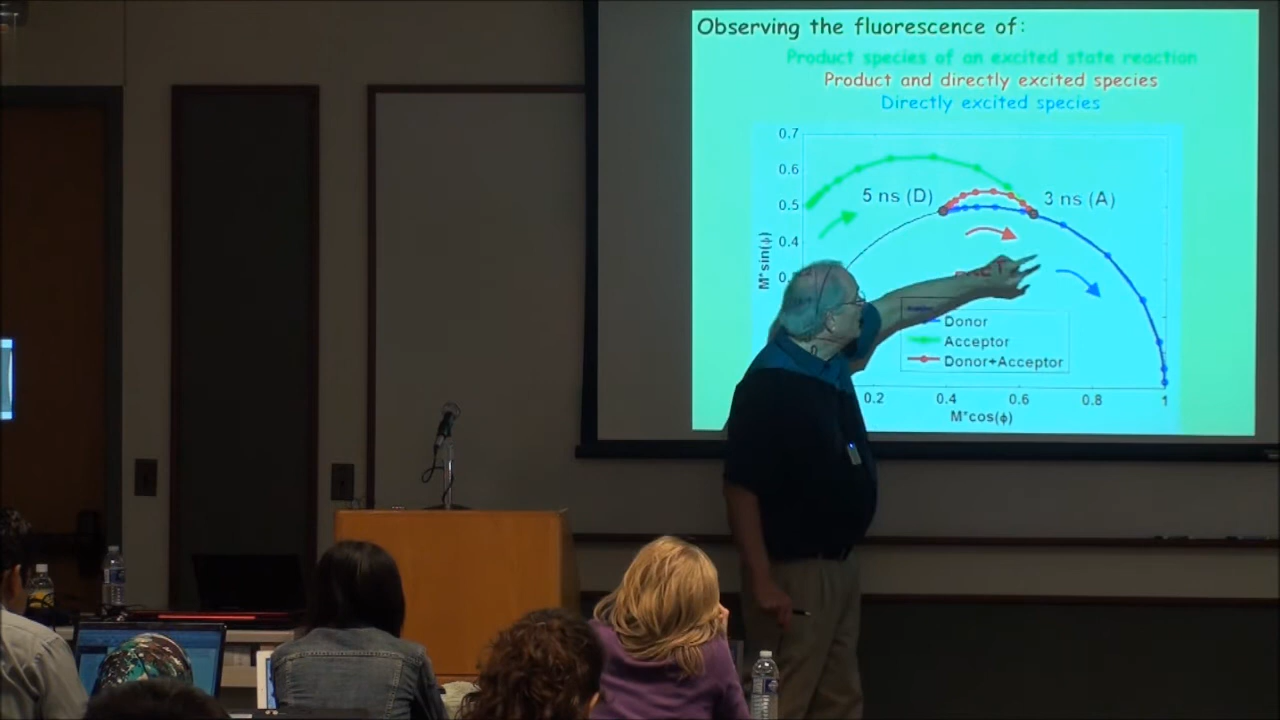 Observing the fluorescence of:
Product species of an excited state reaction
Product and directly excited species
Directly excited species
0.7
0.6
0.5
0.4
5 ns (D)
3 ns (A)
M*sin(ϕ)
Donor
Acceptor
Donor+Acceptor
0.2 0.4 0.6 0.8 1
M*cos(ϕ)